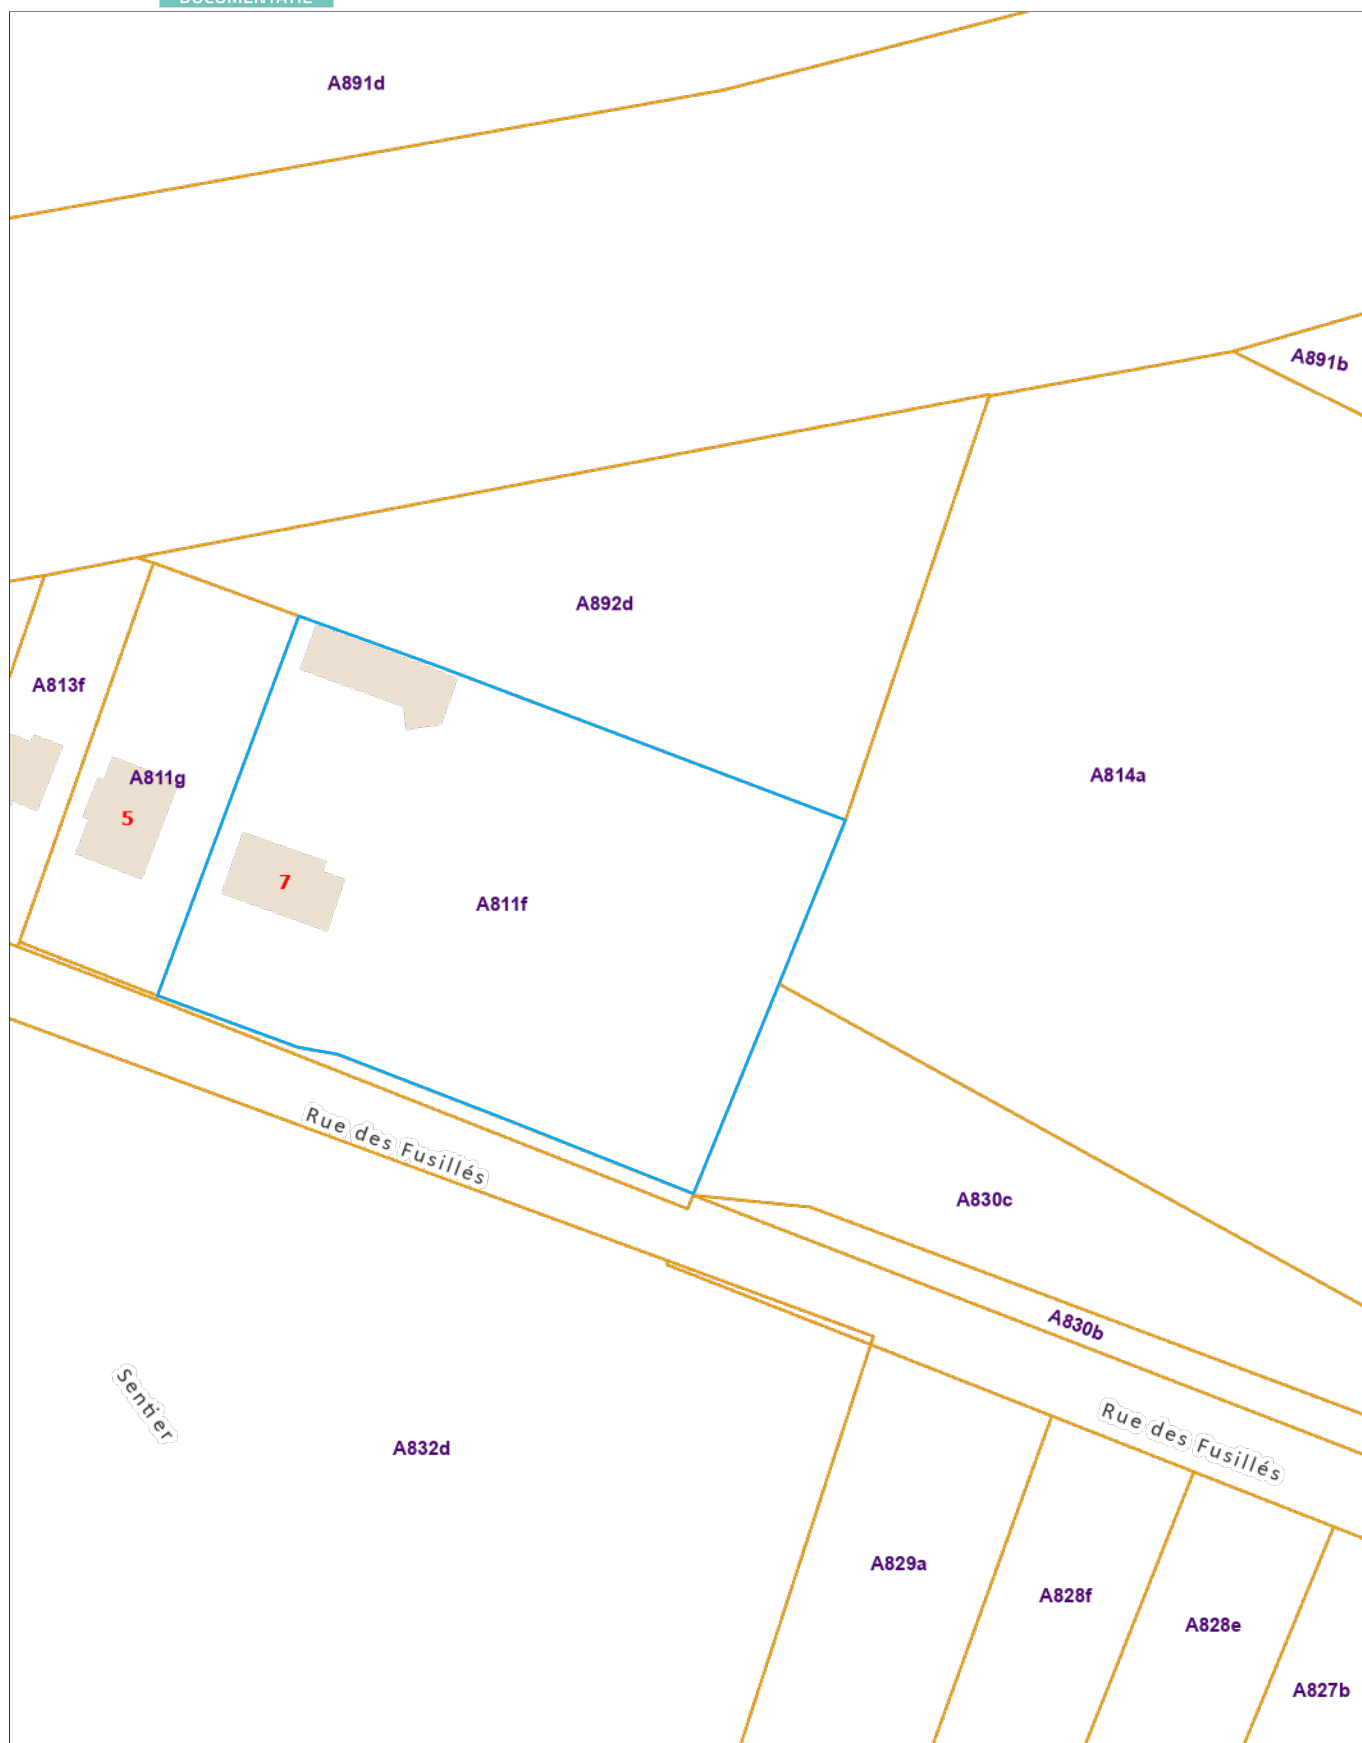 DOCUMENTATIE
A891d
A891b
A892d
A813f
A814a
A811g
5
7
A811f
Rue des Fusillés
A830c
A830b
Sentier
Rue des Fusillés
A832d
A829a
A828f
A828e
A827b